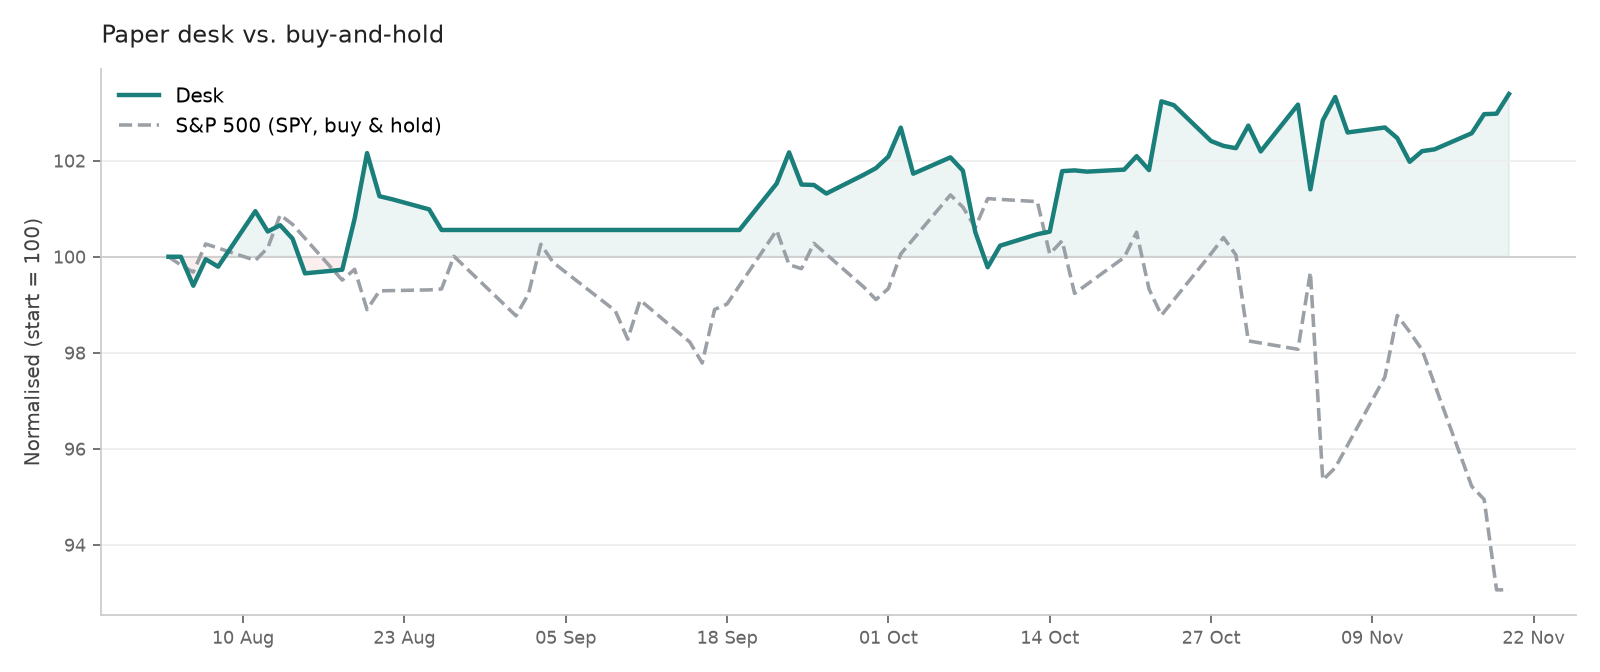 Paper desk vs. buy-and-hold
Desk
S&P 500 (SPY, buy & hold)
Normalised (start = 100)
102
100
98
96
94
10 Aug
23 Aug
05 Sep
18 Sep
01 Oct
14 Oct
27 Oct
09 Nov
22 Nov